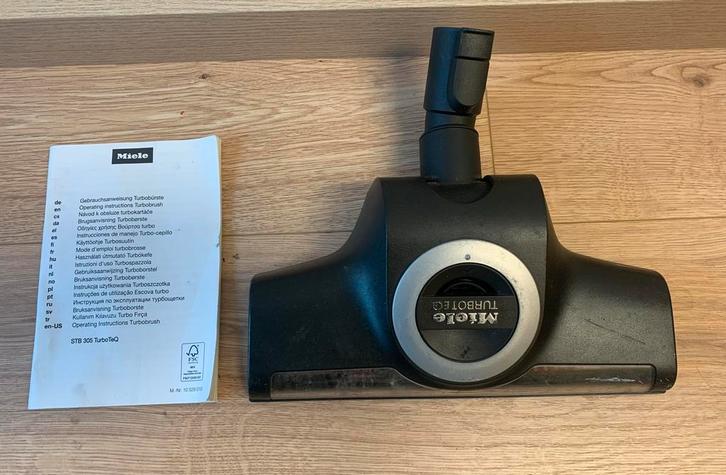 Miele
de Gebrauchsanweisung Turbobürste
en Operating instructions Turbobrush
cs Návod k obsluze turbokartáče
da Brugsanvisning Turbobørste
el Οδηγίες χρήσης Βούρτσα turbo
es Instrucciones de manejo Turbo-cepillo
fi Käyttöohje Turbosuutin
fr Mode d'emploi turbobrosse
hu Használati útmutató Turbókefe
it Istruzioni d'uso Turbospazzola
nl Gebruiksaanwijzing Turboborstel
no Bruksanvisning Turbobørste
pl Instrukcja użytkowania Turboszczotka
pt Instruções de utilização Escova turbo
ru Инструкция по эксплуатации турбощетки
sv Bruksanvisning Turboborste
tr Kullanım Kılavuzu Turbo Fırça
en-US Operating Instructions Turbobrush
STB 305 TurboTeQ
FSC
MIX
Miele
TURBOTEQ